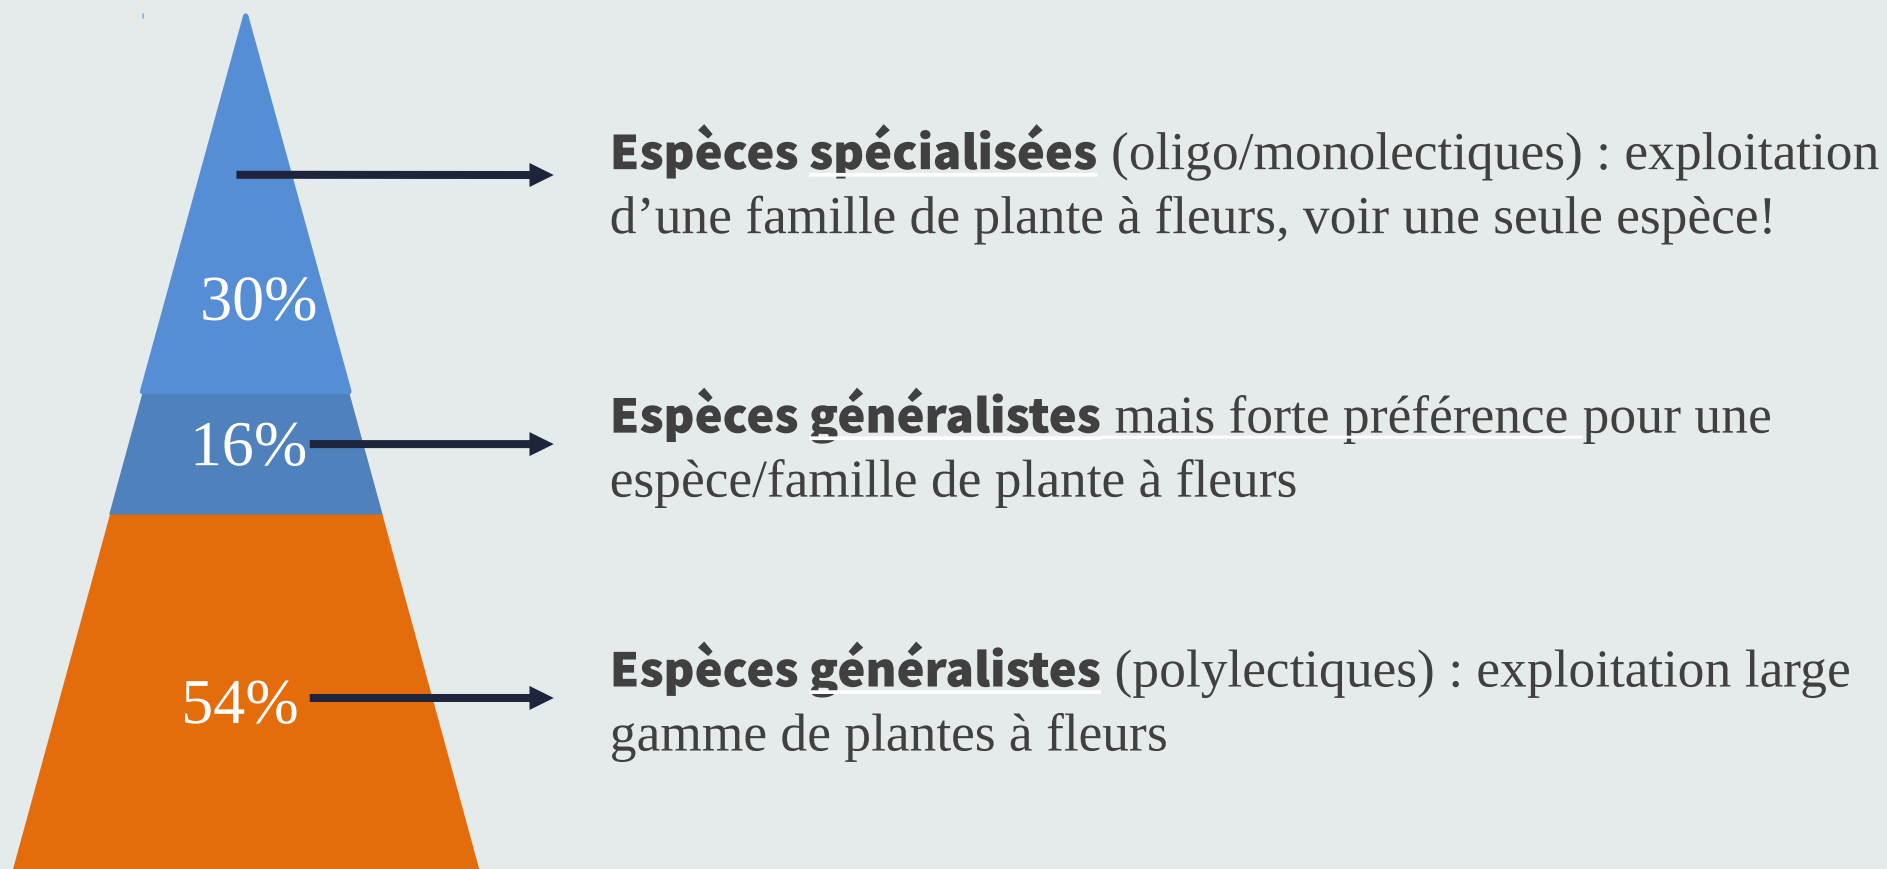 Espèces spécialisées (oligo/monolectiques) : exploitation
d’une famille de plante à fleurs, voir une seule espèce!
30%
Espèces généralistes mais forte préférence pour une
16%
espèce/famille de plante à fleurs
Espèces généralistes (polylectiques) : exploitation large
54%
gamme de plantes à fleurs